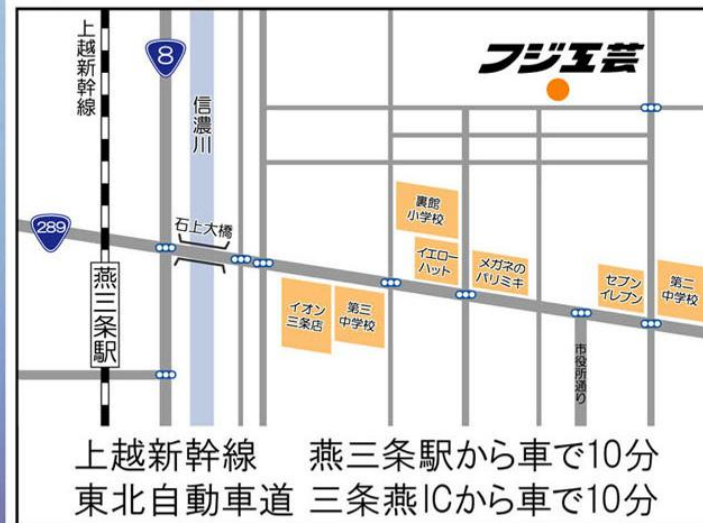 上越新幹線
8
信濃川
フジ工芸
289
石上大橋
燕三条駅
裏館
小学校
イエロー
ハット
メガネの
パリミキ
セブン
イレブン
第二
中学校
イオン
三条店
第三
中学校
市役所通り
上越新幹線 燕三条駅から車で10分
東北自動車道 三条燕ICから車で10分